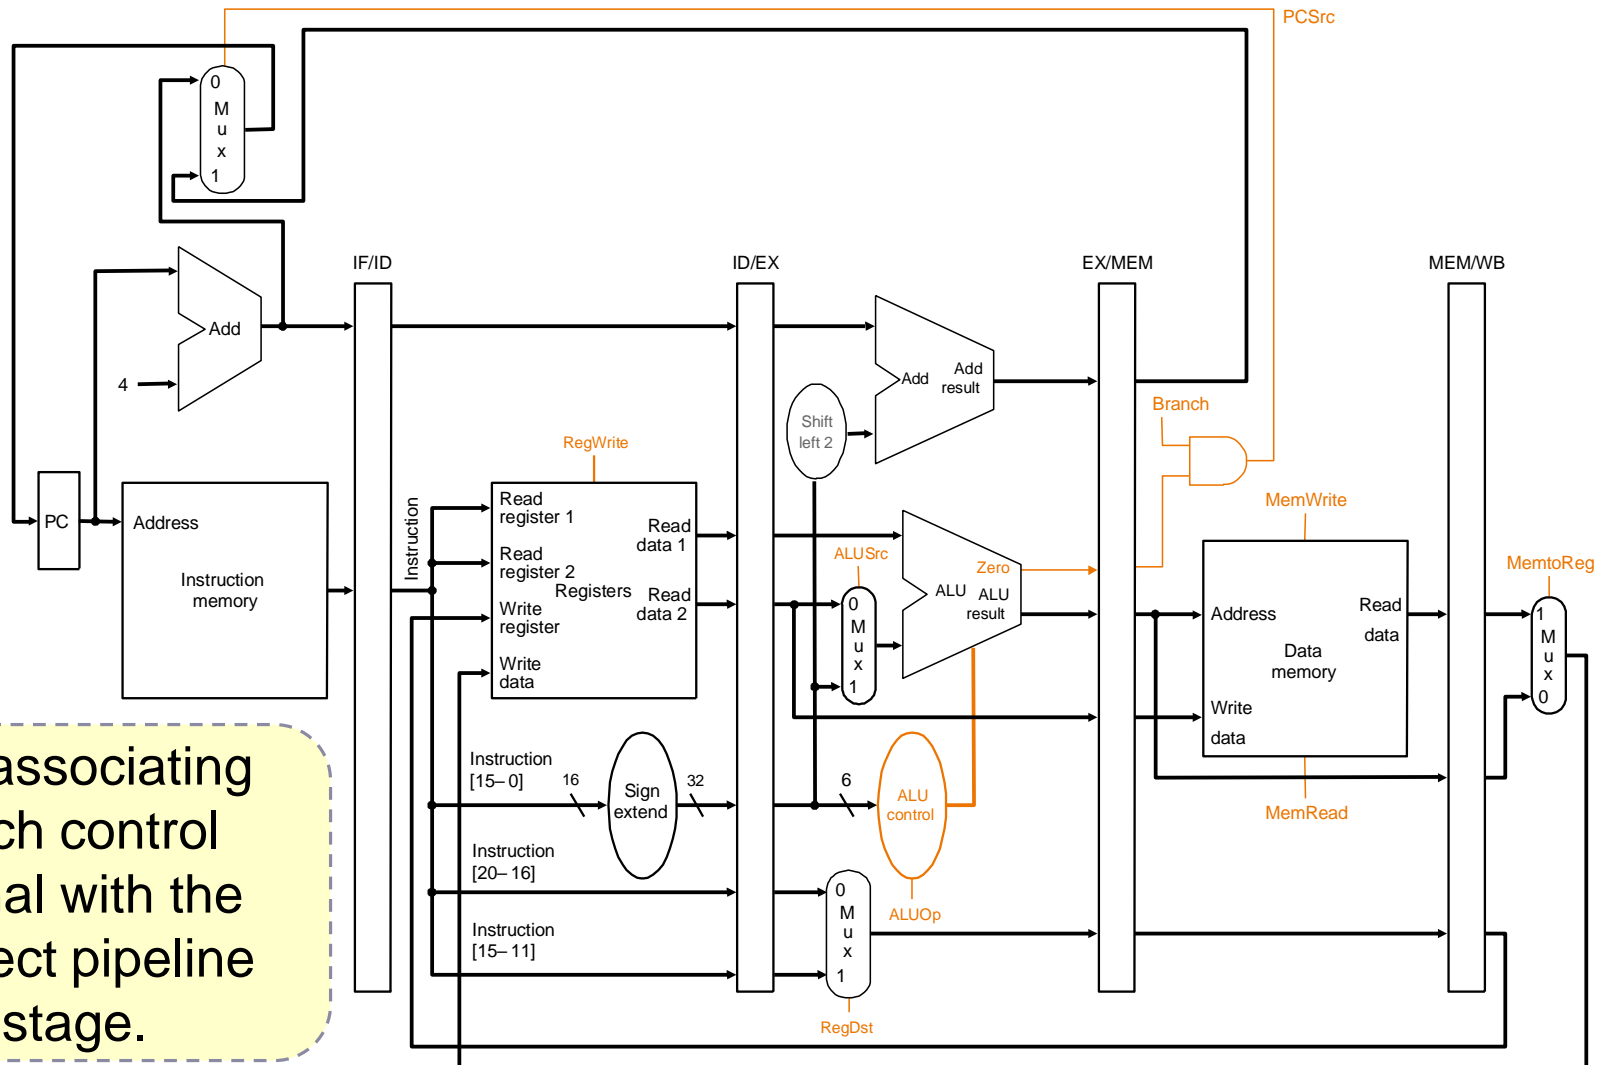 PCSrc
0
M
u
x
1
IF/ID
ID/EX
EX/MEM
MEM/WB
Add
4
Add
Add
result
Shift
left 2
Branch
RegWrite
PC
Address
Instruction
memory
Instruction
Read
register 1
Read
register 2
Write
register
Write
data
Registers
Read
data 1
Read
data 2
ALUSrc
0
M
u
x
1
Zero
ALU
ALU
result
MemWrite
Address
Read
data
Data
memory
Write
data
MemRead
MemtoReg
1
M
u
x
0
associating
ch control
al with the
ect pipeline
stage.
Instruction
[15–0]
16
Sign
extend
32
6
ALU
control
ALUOp
Instruction
[20–16]
Instruction
[15–11]
0
M
u
x
1
RegDst